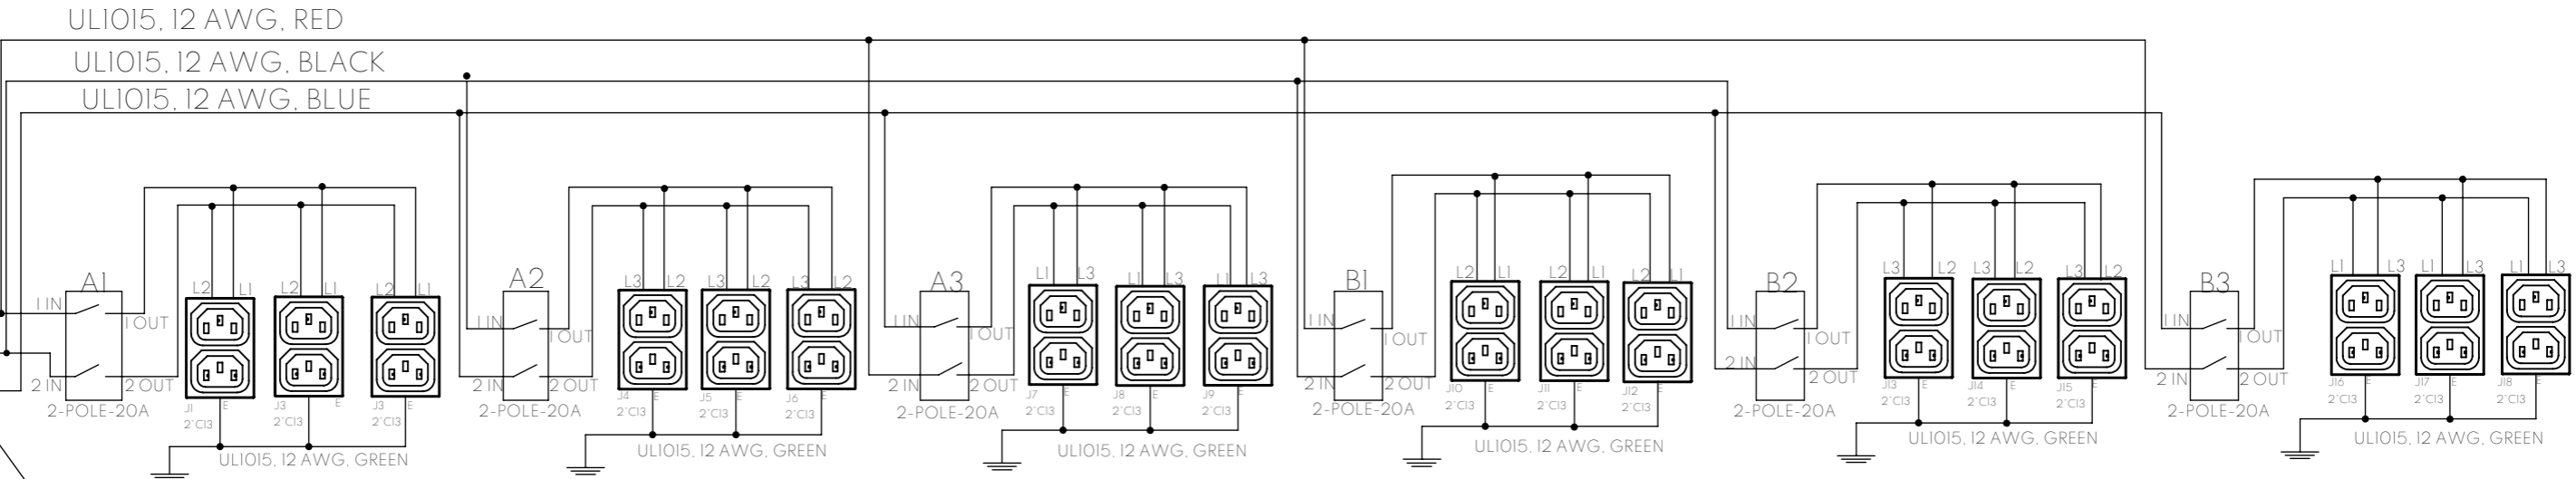 UL1015, 12 AWG, RED
UL1015, 12 AWG, BLACK
UL1015, 12 AWG, BLUE
A1
1 IN
1 OUT
2 IN
2 OUT
2-POLE-20A
L2 L1
L2 L1
L2 L1
J1 E
2*C13
J3 E
2*C13
J3 E
2*C13
UL1015, 12 AWG, GREEN
A2
1 IN
1 OUT
2 IN
2 OUT
2-POLE-20A
L3 L2
L3 L2
L3 L2
J4 E
2*C13
J5 E
2*C13
J6 E
2*C13
UL1015, 12 AWG, GREEN
A3
1 IN
1 OUT
2 IN
2 OUT
2-POLE-20A
L1 L3
L1 L3
L1 L3
J7 E
2*C13
J8 E
2*C13
J9 E
2*C13
UL1015, 12 AWG, GREEN
B1
1 IN
1 OUT
2 IN
2 OUT
2-POLE-20A
L2 L1
L2 L1
L2 L1
J10 E
2*C13
J11 E
2*C13
J12 E
2*C13
UL1015, 12 AWG, GREEN
B2
1 IN
1 OUT
2 IN
2 OUT
2-POLE-20A
L3 L2
L3 L2
L3 L2
J13 E
2*C13
J14 E
2*C13
J15 E
2*C13
UL1015, 12 AWG, GREEN
B3
1 IN
1 OUT
2 IN
2 OUT
2-POLE-20A
L1 L3
L1 L3
L1 L3
J16 E
2*C13
J17 E
2*C13
J18 E
2*C13
UL1015, 12 AWG, GREEN